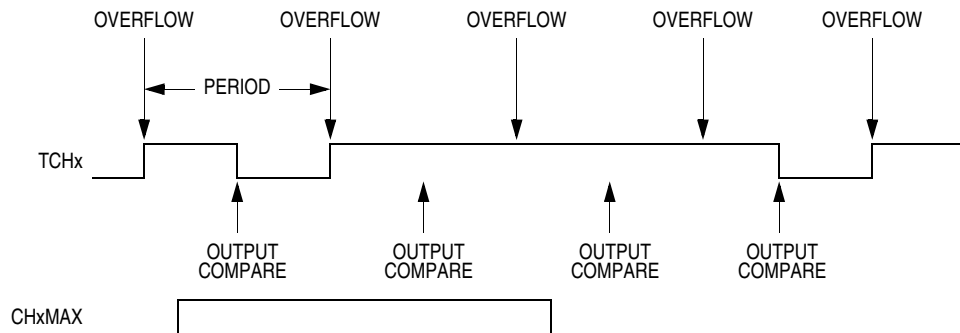 OVERFLOW OVERFLOW OVERFLOW OVERFLOW OVERFLOW
PERIOD
TCHx
OUTPUT COMPARE
OUTPUT COMPARE
OUTPUT COMPARE
OUTPUT COMPARE
CHxMAX